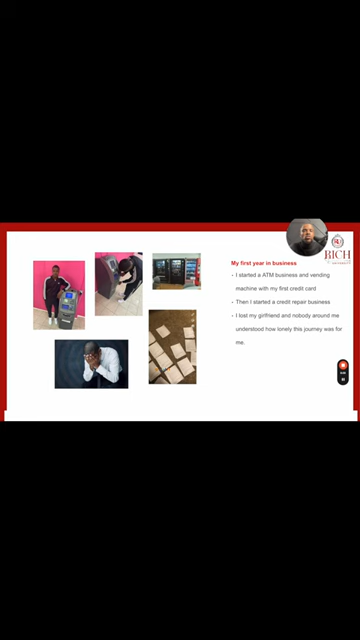 RICH
My first year in business
- I started a ATM business and vending
machine with my first credit card
- Then I started a credit repair business
- I lost my girlfriend and nobody around me
understood how lonely this journey was for
me.